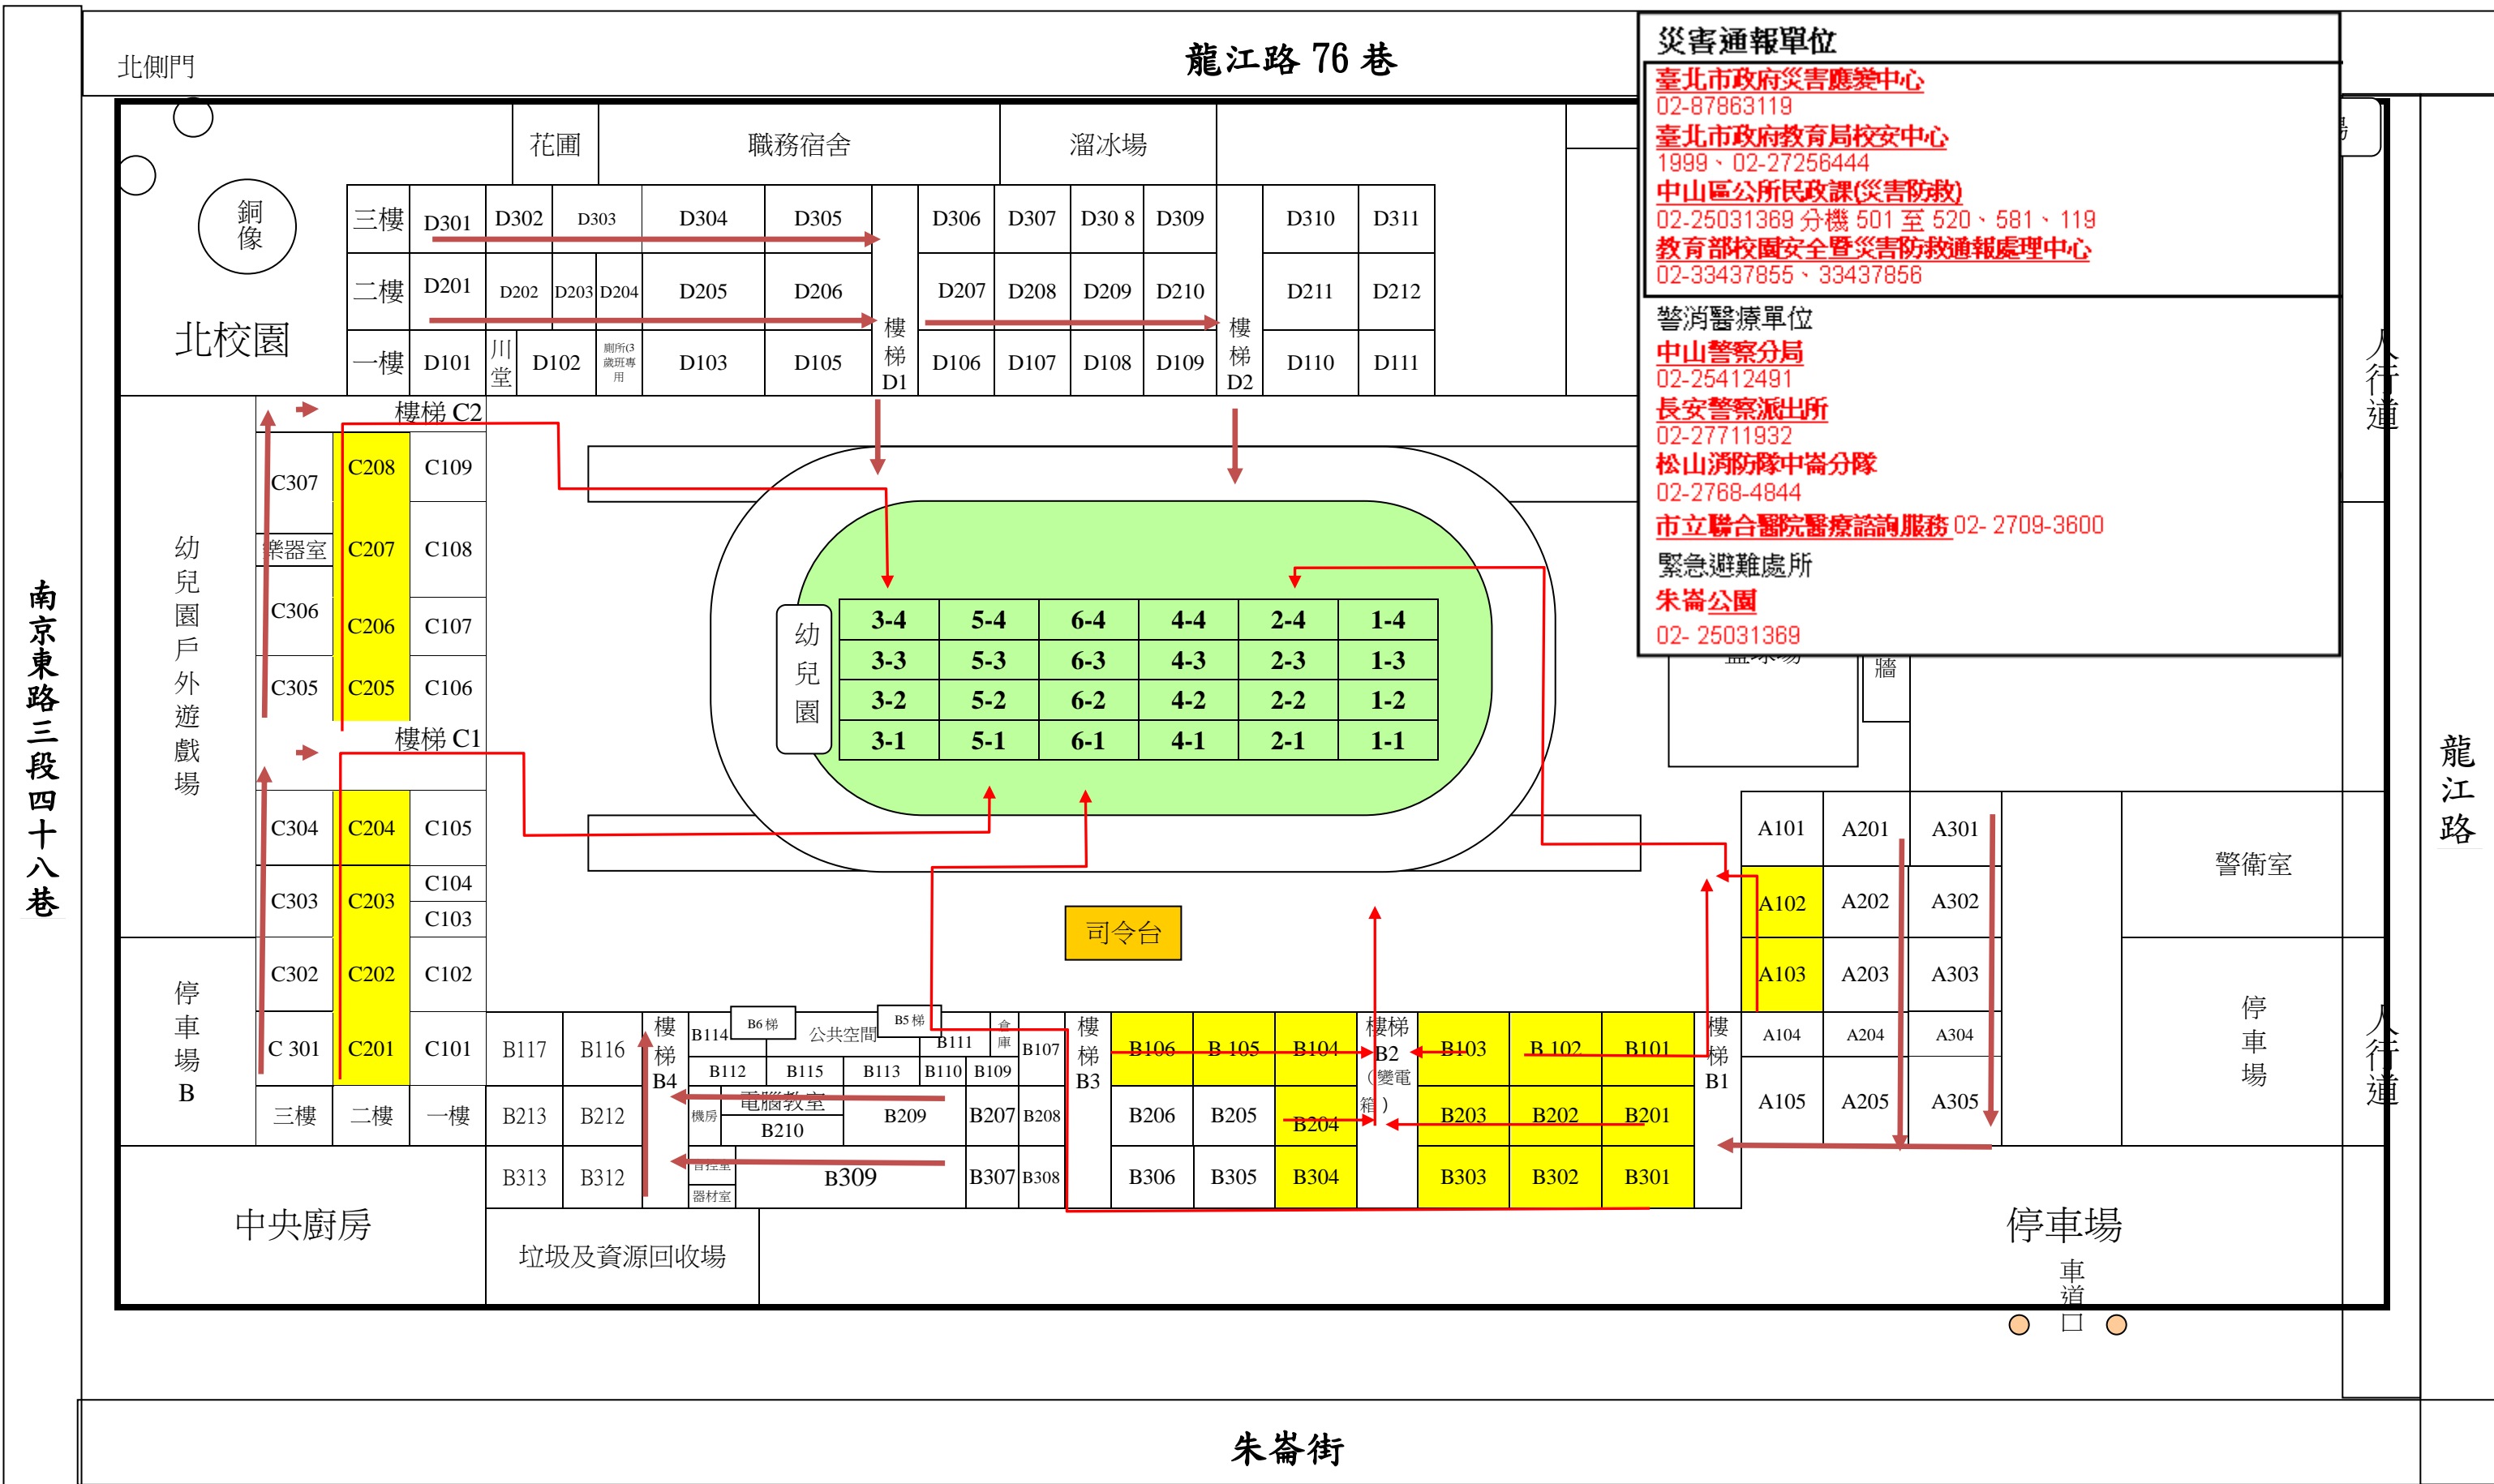 龍江路 76 巷
北側門
災害通報單位
臺北市政府災害應變中心
02-87863119
臺北市政府教育局校安中心
1999、02-27256444
中山區公所民政課(災害防救)
02-25031369 分機 501 至 520、581、119
教育部校園安全暨災害防救通報處理中心
02-33437855、33437856
警消醫療單位
中山警察分局
02-25412491
長安警察派出所
02-27711932
松山消防隊中崙分隊
02-2768-4844
市立聯合醫院醫療諮詢服務 02- 2709-3600
緊急避難處所
朱崙公園
02- 25031369
花圃
職務宿舍
溜冰場
銅像
北校園
三樓 D301 D302 D303 D304 D305 D306 D307 D30 8 D309 D310 D311
二樓 D201 D202 D203 D204 D205 D206 D207 D208 D209 D210 D211 D212
一樓 D101 川堂 D102 廁所(3歲班專用 D103 D105 樓梯D1 D106 D107 D108 D109 樓梯D2 D110 D111
人行道
樓梯 C2
C307 C208 C109
樂器室 C207 C108
C306 C206 C107
C305 C205 C106
樓梯 C1
C304 C204 C105
C303 C203 C104
C103
C302 C202 C102
C 301 C201 C101
三樓 二樓 一樓
幼兒園戶外遊戲場
停車場B
南京東路三段四十八巷
幼兒園
3-4 5-4 6-4 4-4 2-4 1-4
3-3 5-3 6-3 4-3 2-3 1-3
3-2 5-2 6-2 4-2 2-2 1-2
3-1 5-1 6-1 4-1 2-1 1-1
牆
龍江路
司令台
A101 A201 A301
A102 A202 A302
A103 A203 A303
A104 A204 A304
A105 A205 A305
警衛室
停車場
人行道
B117 B116 樓梯B4 B114 B6 梯 公共空間 B5 梯 B111 倉庫 B107 樓梯B3 B106 B 105 B104 樓梯B2（變電箱） B103 B 102 B101 樓梯B1
B112 B115 B113 B110 B109
B213 B212 機房 電腦教室 B209 B207 B208 B206 B205 B204 B203 B202 B201
B210
B313 B312 B309 B307 B308 B306 B305 B304 B303 B302 B301
器材室
中央廚房
垃圾及資源回收場
停車場
車道口
朱崙街